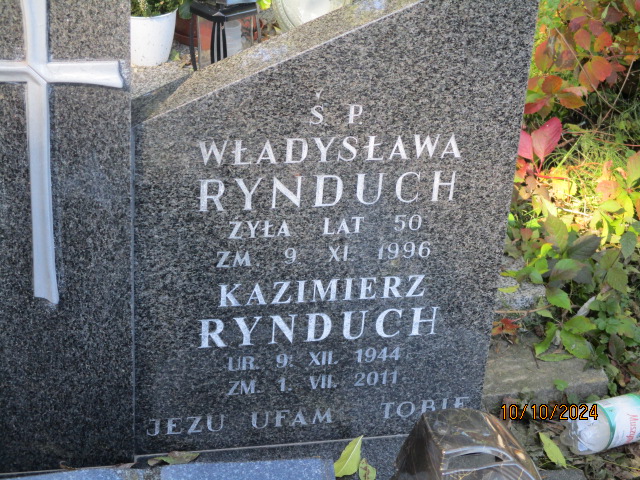 Ś. P.
WŁADYSŁAWA
RYNDUCH
ŻYŁA LAT 50
ZM. 9 XI. 1996
KAZIMIERZ
RYNDUCH
UR. 9. XII. 1944
ZM. 1. VII. 2011
JEZU UFAM TOBIE
10/10/2024